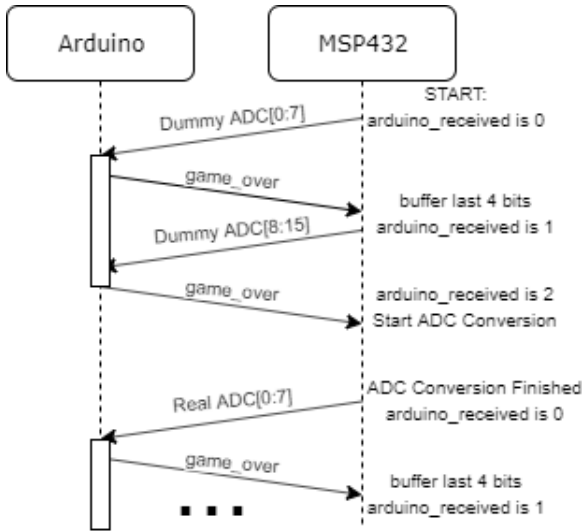 Arduino
MSP432
START:
Dummy ADC[0:7]
arduino_received is 0
game_over
buffer last 4 bits
Dummy ADC[8:15]
arduino_received is 1
game_over
arduino_received is 2
Start ADC Conversion
Real ADC[0:7]
ADC Conversion Finished
arduino_received is 0
game_over
buffer last 4 bits
arduino_received is 1
...